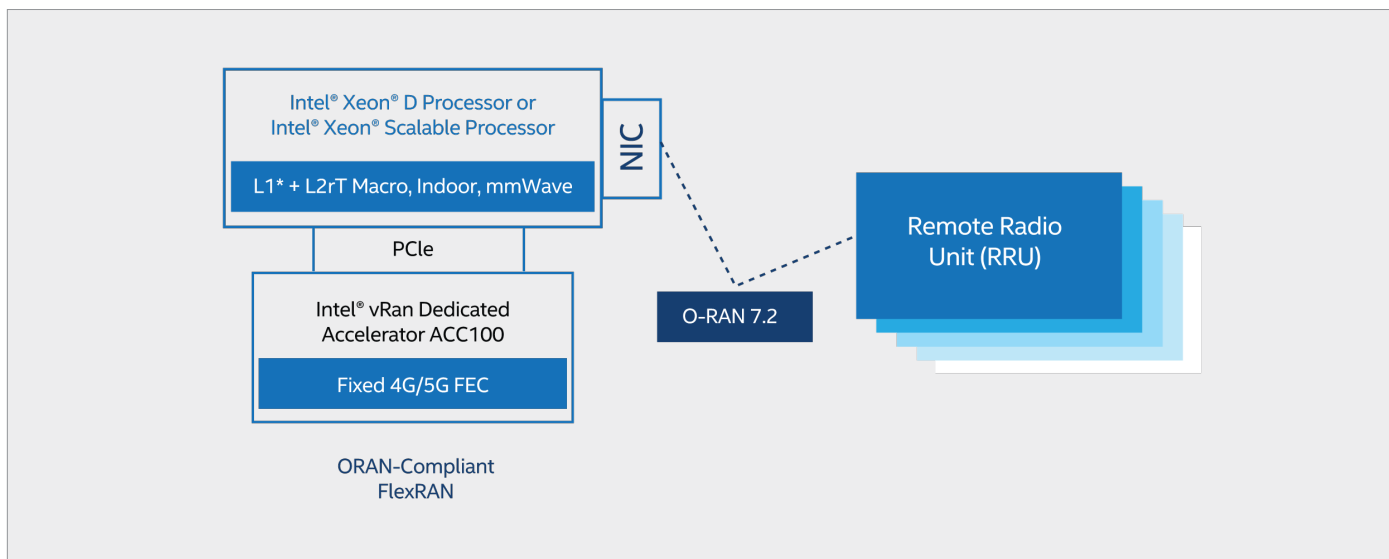 Intel® Xeon® D Processor or
Intel® Xeon® Scalable Processor
L1* + L2rT Macro, Indoor, mmWave
NIC
PCIe
Intel® vRan Dedicated
Accelerator ACC100
Fixed 4G/5G FEC
ORAN-Compliant
FlexRAN
O-RAN 7.2
Remote Radio
Unit (RRU)